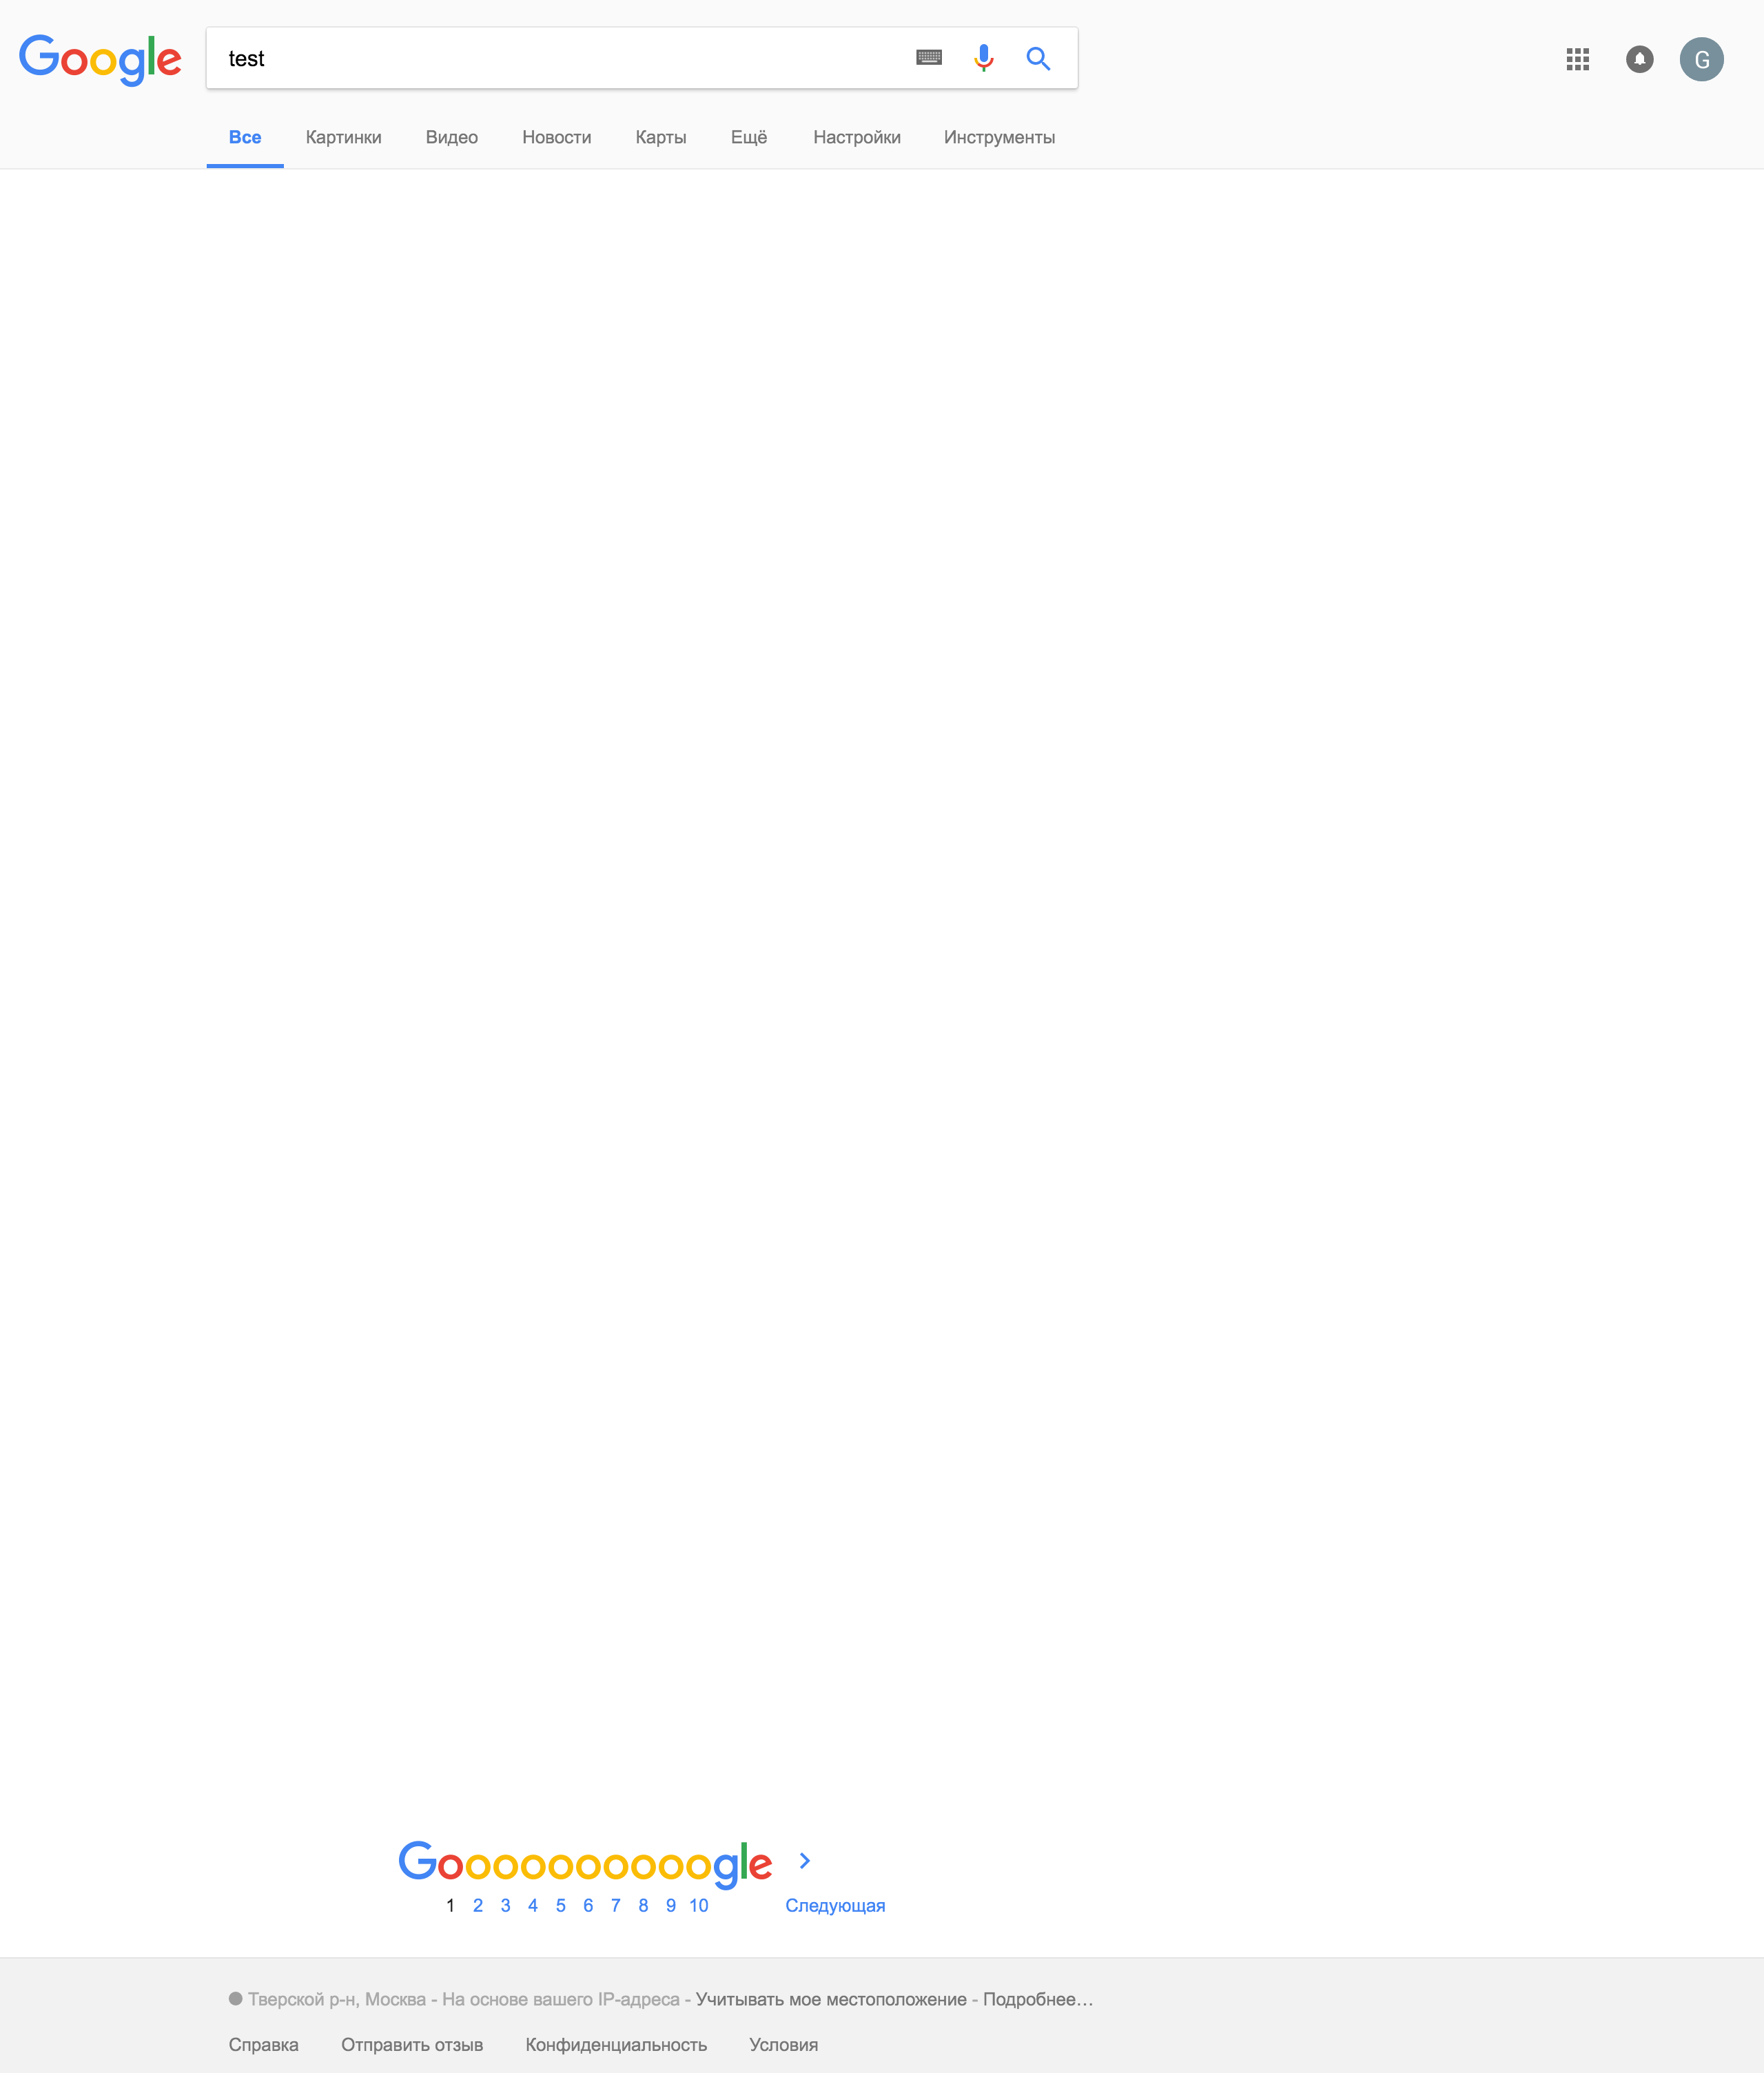 Google test G
Все Картинки Видео Новости Карты Ещё Настройки Инструменты
Goooooooooogle
1 2 3 4 5 6 7 8 9 10 Следующая
Тверской р-н, Москва - На основе вашего IP-адреса - Учитывать мое местоположение - Подробнее…
Справка Отправить отзыв Конфиденциальность Условия